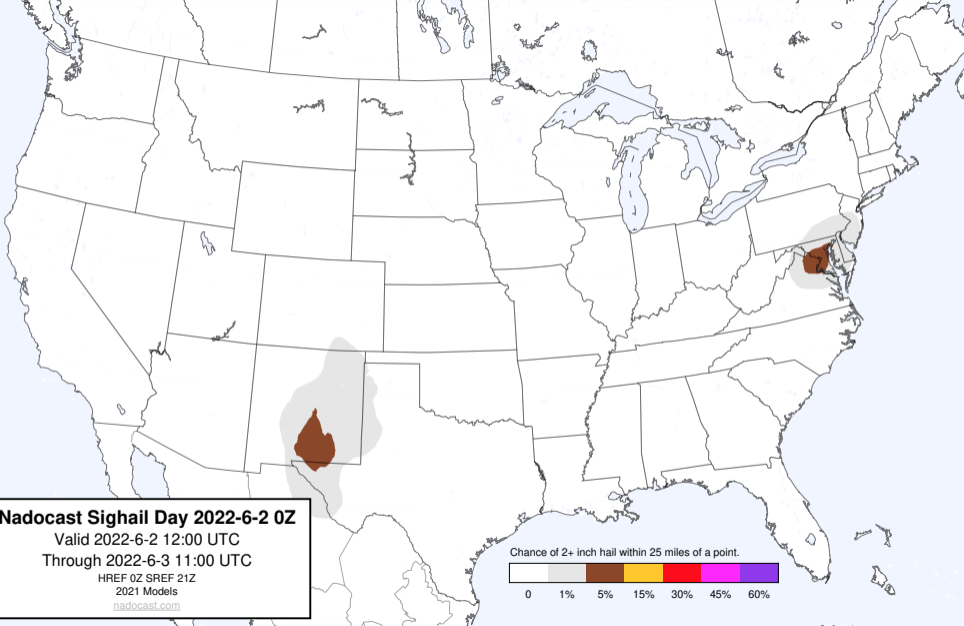 Nadocast Sighail Day 2022-6-2 0Z
Valid 2022-6-2 12:00 UTC
Through 2022-6-3 11:00 UTC
HREF 0Z SREF 21Z
2021 Models
nadocast.com
Chance of 2+ inch hail within 25 miles of a point.
0 1% 5% 15% 30% 45% 60%